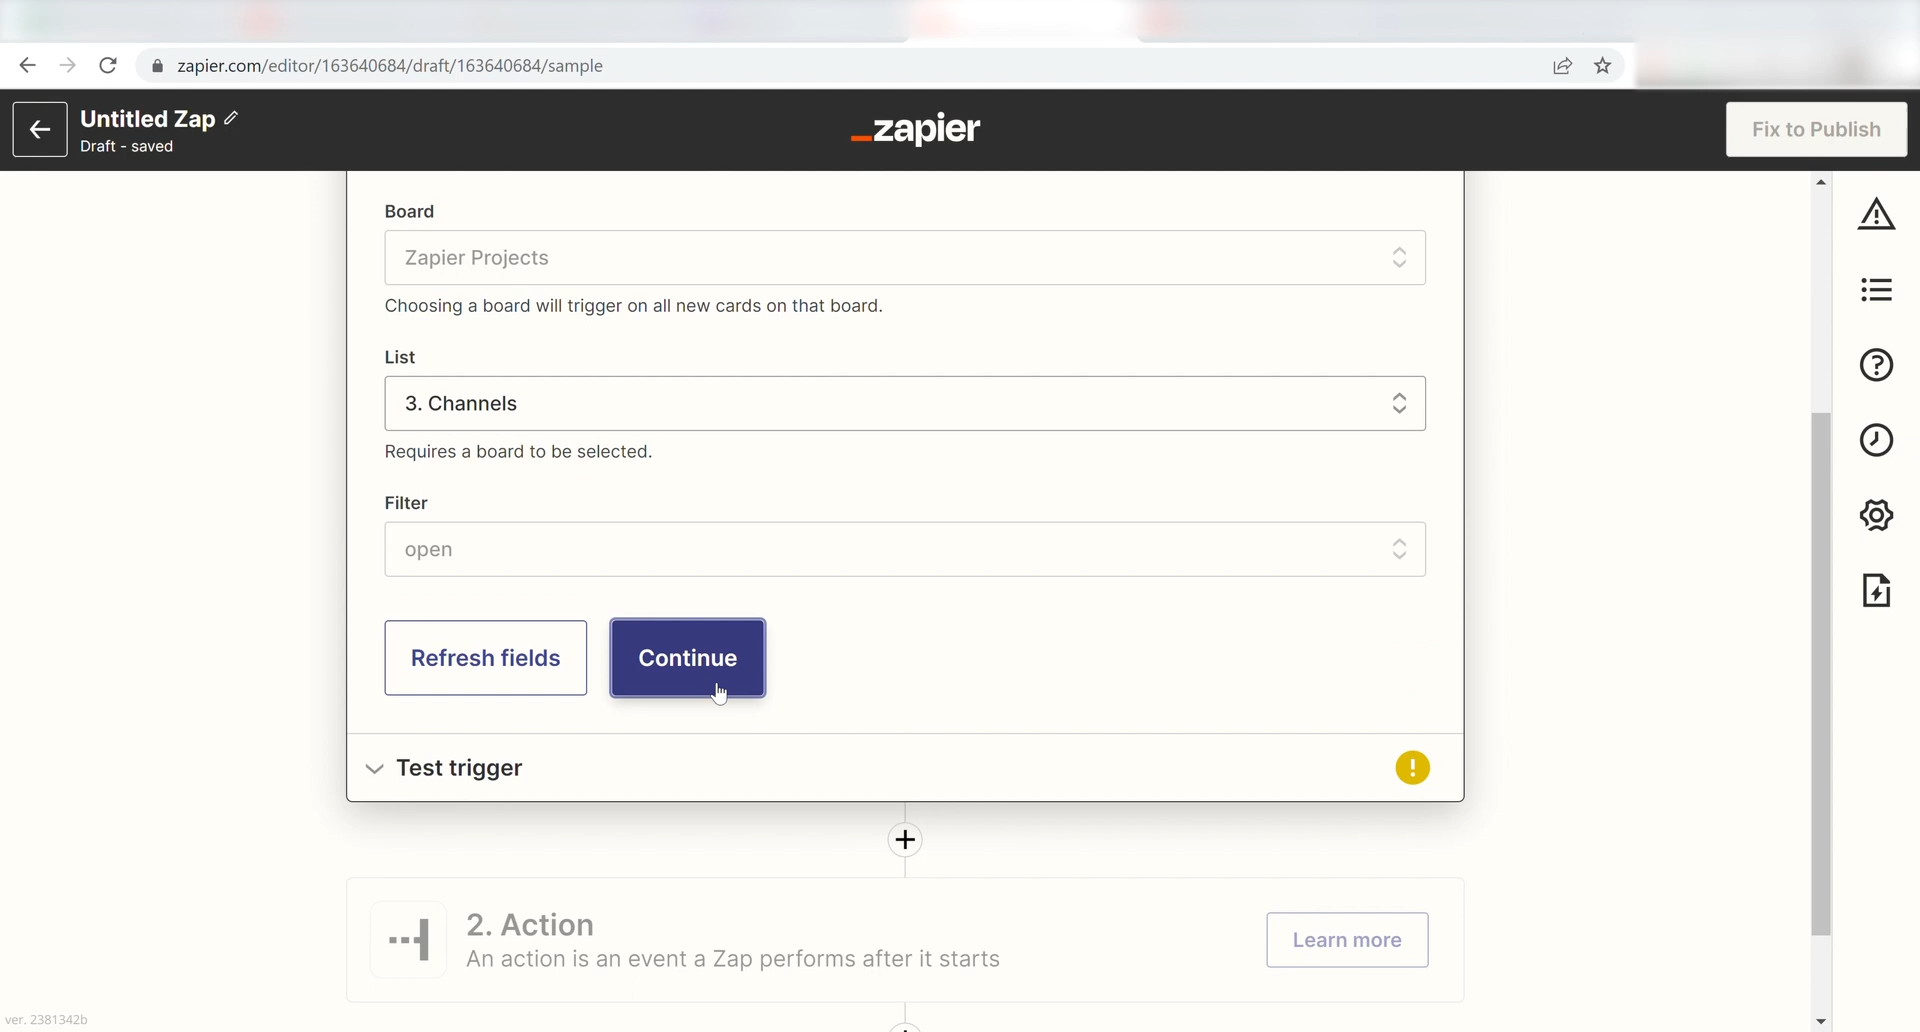 zapier.com/editor/163640684/draft/163640684/sample
Untitled Zap
Draft - saved
zapier
Fix to Publish
Board
Zapier Projects
Choosing a board will trigger on all new cards on that board.
List
3. Channels
Requires a board to be selected.
Filter
open
Refresh fields
Continue
Test trigger
2. Action
An action is an event a Zap performs after it starts
Learn more
ver. 2381342b